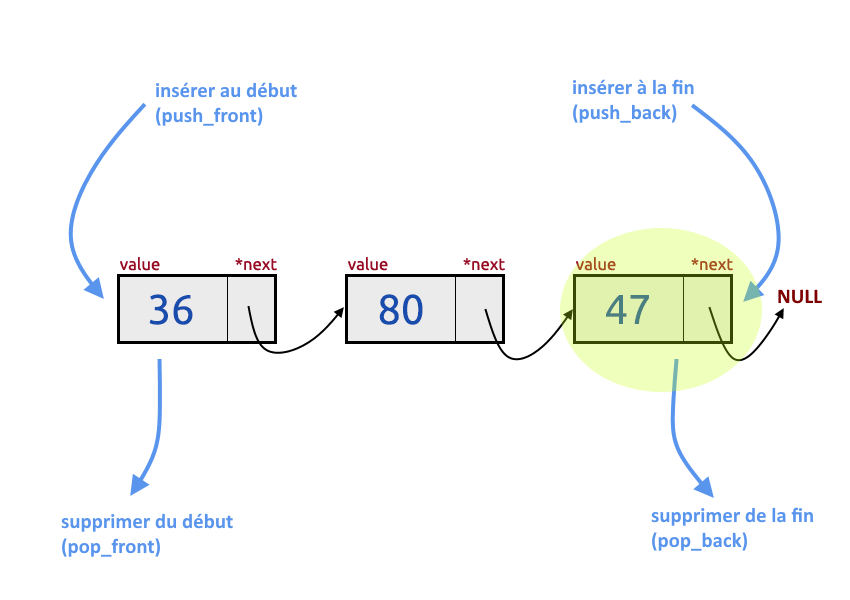 insérer au début
(push_front)
insérer à la fin
(push_back)
value *next
value *next
value *next
36
80
47
NULL
supprimer du début
(pop_front)
supprimer de la fin
(pop_back)